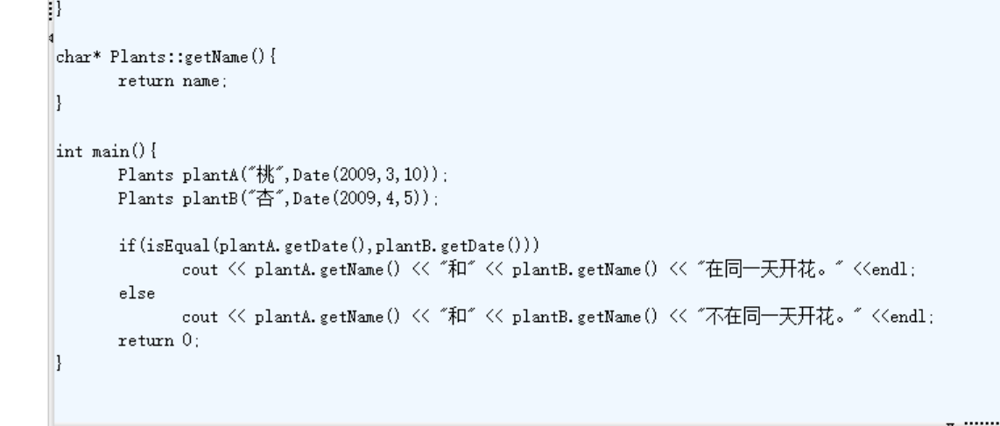 }
char* Plants::getName(){
return name;
}
int main(){
Plants plantA("桃",Date(2009,3,10));
Plants plantB("杏",Date(2009,4,5));
if(isEqual(plantA.getDate(),plantB.getDate()))
cout << plantA.getName() << "和" << plantB.getName() << "在同一天开花。" <<endl;
else
cout << plantA.getName() << "和" << plantB.getName() << "不在同一天开花。" <<endl;
return 0;
}